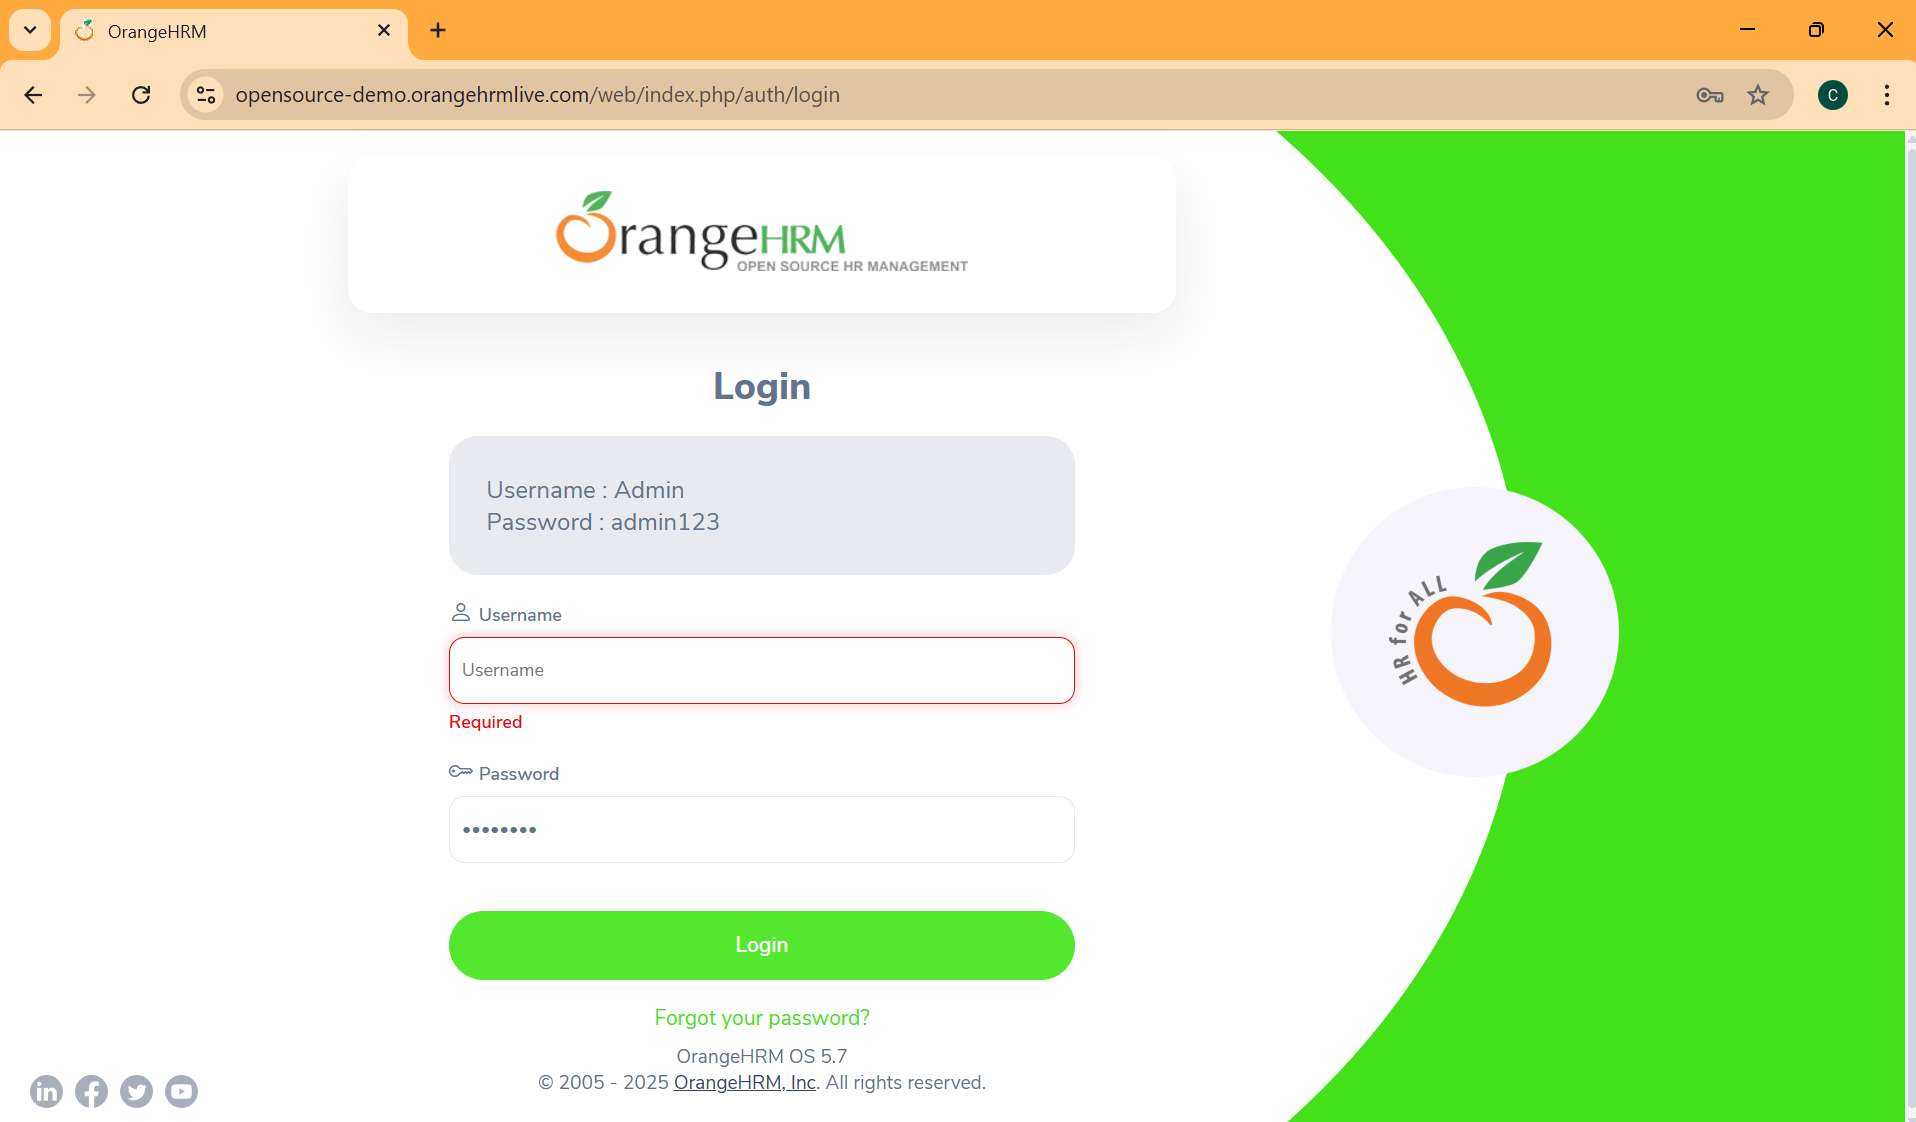 OrangeHRM
opensource-demo.orangehrmlive.com/web/index.php/auth/login
C
OrangeHRM
OPEN SOURCE HR MANAGEMENT
Login
Username : Admin
Password : admin123
Username
Username
Required
Password
••••••••
Login
Forgot your password?
OrangeHRM OS 5.7
© 2005 - 2025 OrangeHRM, Inc. All rights reserved.
HR for ALL
in